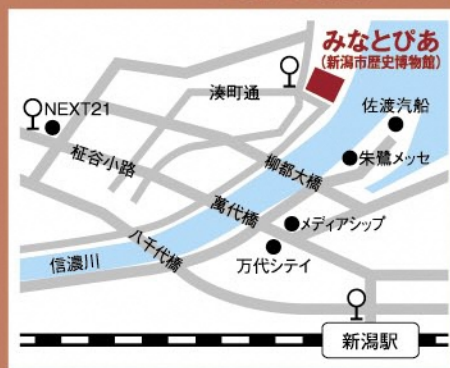 みなとぴあ
(新潟市歴史博物館)
湊町通
NEXT21
佐渡汽船
柾谷小路
朱鷺メッセ
柳都大橋
萬代橋
メディアシップ
八千代橋
万代シテイ
信濃川
新潟駅